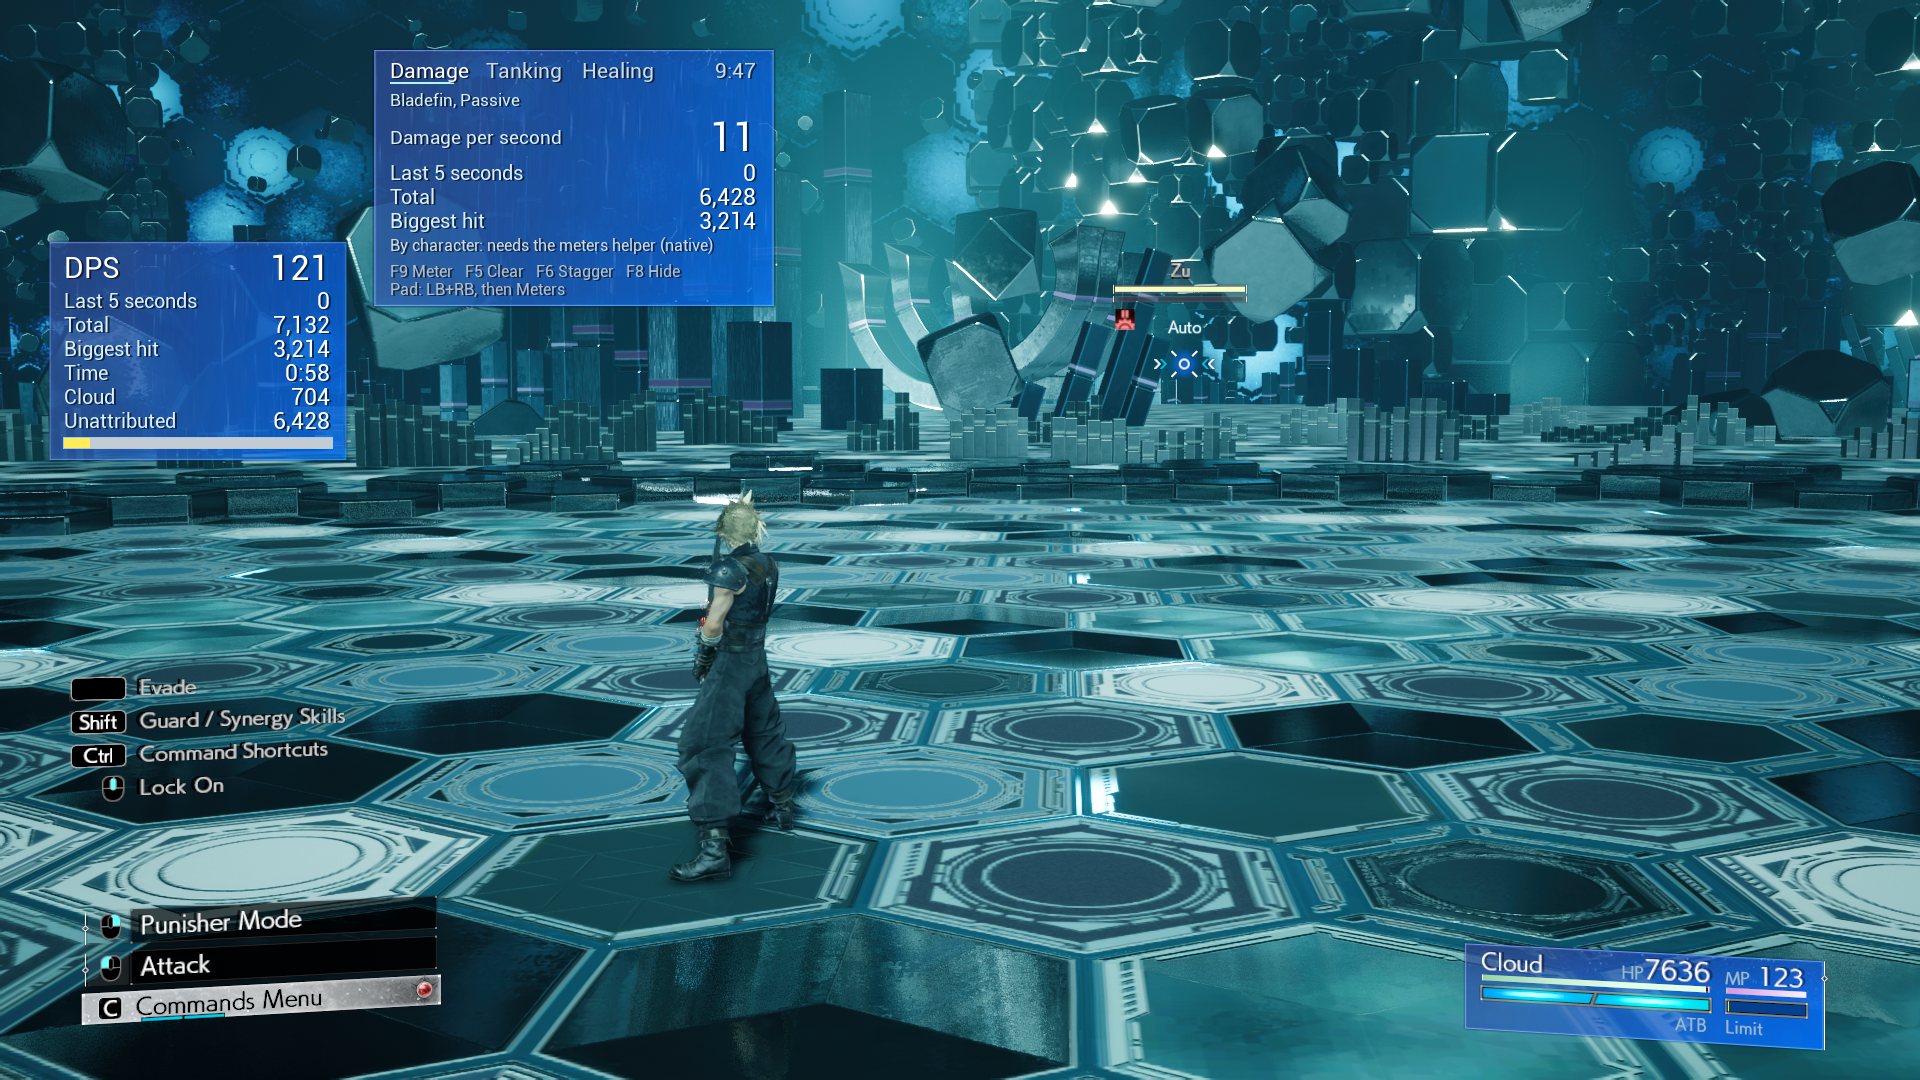 Damage Tanking Healing 9:47
Bladefin, Passive
Damage per second 11
Last 5 seconds 0
Total 6,428
Biggest hit 3,214
By character: needs the meters helper (native)
F9 Meter F5 Clear F6 Stagger F8 Hide
Pad: LB+RB, then Meters
DPS 121
Last 5 seconds 0
Total 7,132
Biggest hit 3,214
Time 0:58
Cloud 704
Unattributed 6,428
Zu
Auto
Evade
Shift Guard / Synergy Skills
Ctrl Command Shortcuts
Lock On
Punisher Mode
Attack
C Commands Menu
Cloud HP7636 MP 123
ATB Limit